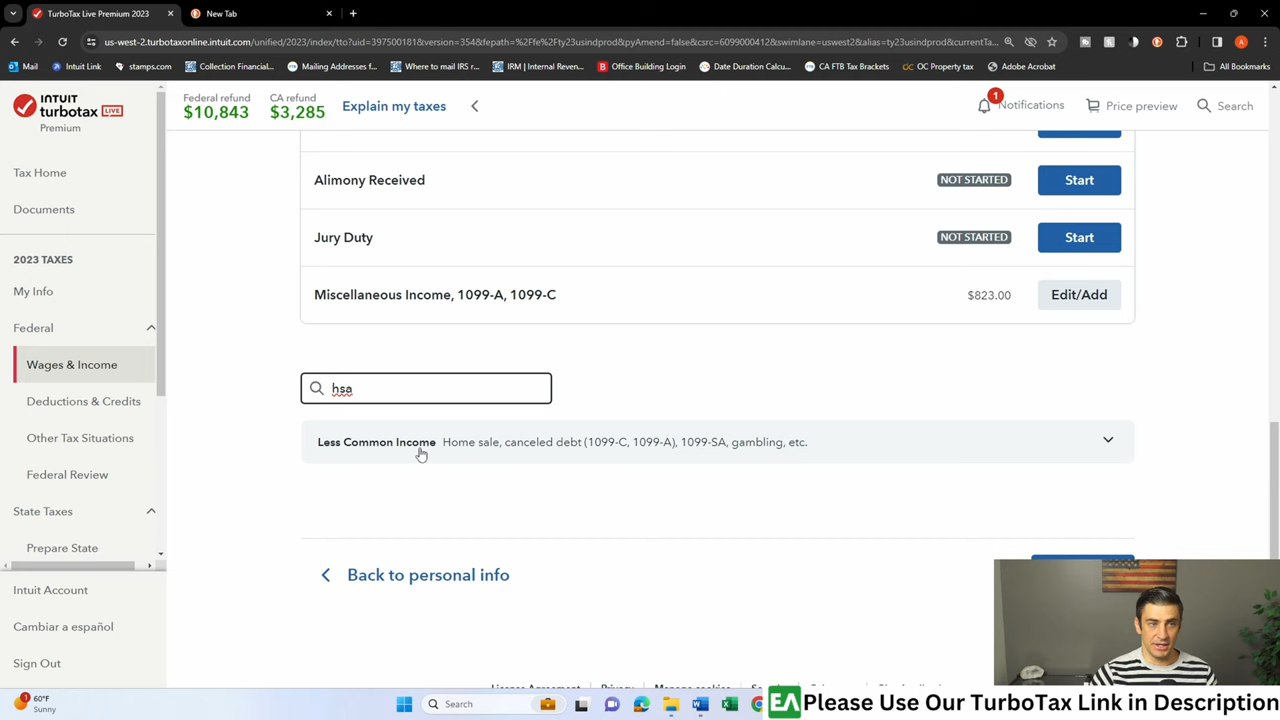 TurboTax Live Premium 2023
New Tab
us-west-2.turbotaxonline.intuit.com/unified/2023/index/tto?uid=397500181&version=354&fepath=%2Ffe%2Fty23usindprod&pyAmend=false&csrc=6099000412&swimlane=uswest2&alias=ty23usindprod&currentTa...
Mail
Intuit Link
stamps.com
Collection Financial...
Mailing Addresses f...
Where to mail IRS r...
IRM | Internal Reven...
Office Building Login
Date Duration Calcu...
CA FTB Tax Brackets
OC Property tax
Adobe Acrobat
All Bookmarks
INTUIT
turbotax LIVE
Premium
Federal refund
$10,843
CA refund
$3,285
Explain my taxes
1
Notifications
Price preview
Search
Tax Home
Documents
2023 TAXES
My Info
Federal
Wages & Income
Deductions & Credits
Other Tax Situations
Federal Review
State Taxes
Prepare State
Intuit Account
Cambiar a español
Sign Out
Alimony Received NOT STARTED Start
Jury Duty NOT STARTED Start
Miscellaneous Income, 1099-A, 1099-C $823.00 Edit/Add
hsa
Less Common Income Home sale, canceled debt (1099-C, 1099-A), 1099-SA, gambling, etc.
Back to personal info
60°F
Sunny
Search
EA Please Use Our TurboTax Link in Description